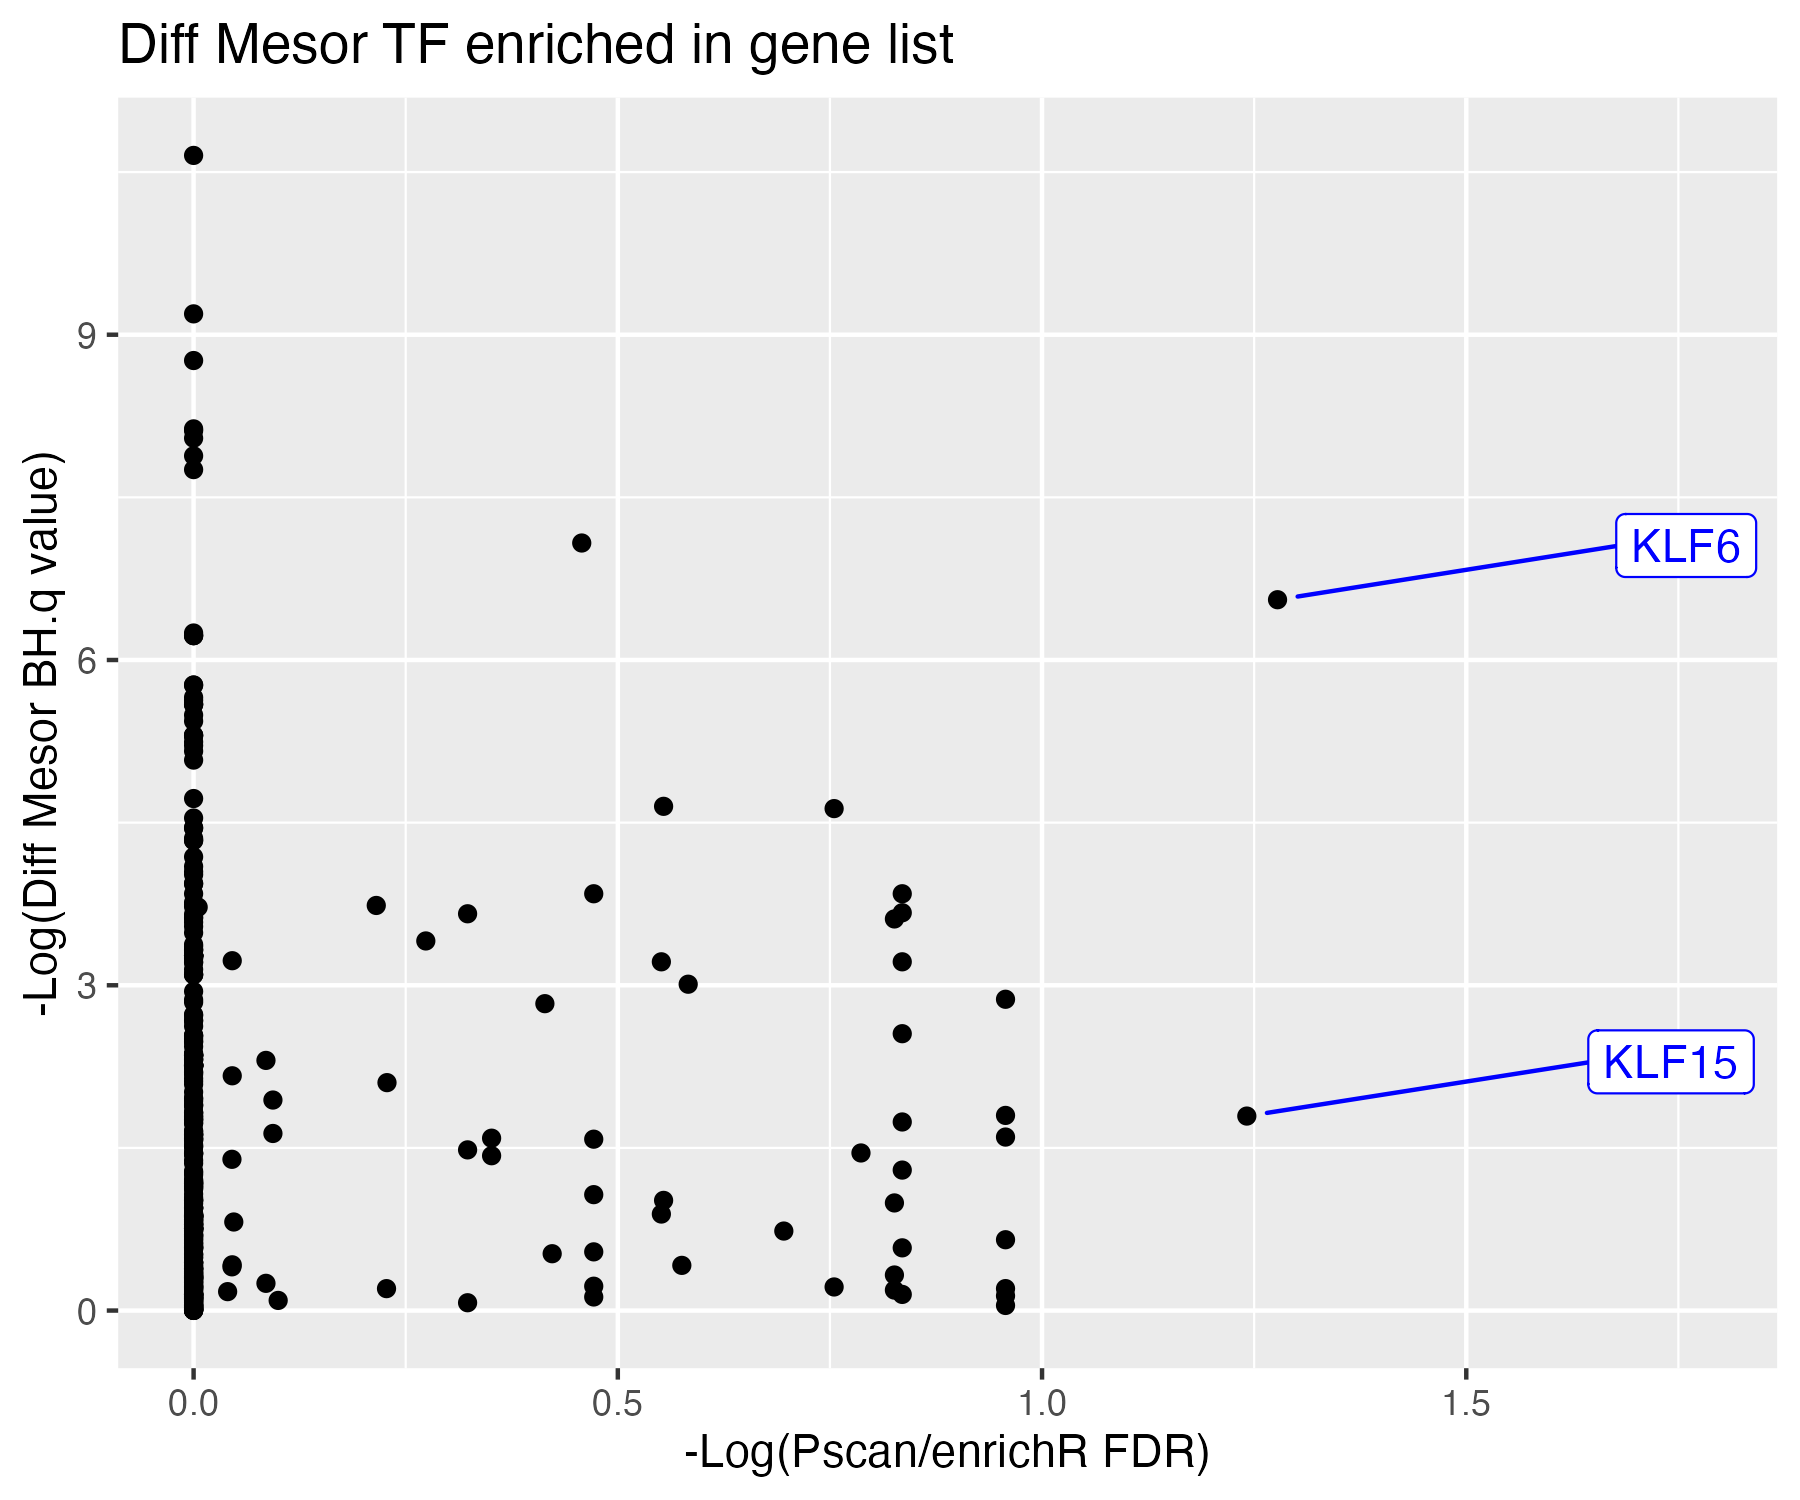 Diff Mesor TF enriched in gene list
-Log(Diff Mesor BH.q value)
9
6
3
0
KLF6
KLF15
0.0
0.5
1.0
1.5
-Log(Pscan/enrichR FDR)